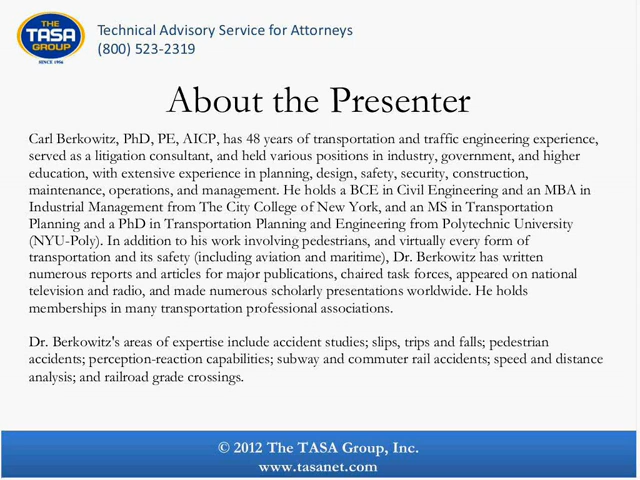 THE
TASA
GROUP
SINCE 1956
Technical Advisory Service for Attorneys
(800) 523-2319
About the Presenter
Carl Berkowitz, PhD, PE, AICP, has 48 years of transportation and traffic engineering experience,
served as a litigation consultant, and held various positions in industry, government, and higher
education, with extensive experience in planning, design, safety, security, construction,
maintenance, operations, and management. He holds a BCE in Civil Engineering and an MBA in
Industrial Management from The City College of New York, and an MS in Transportation
Planning and a PhD in Transportation Planning and Engineering from Polytechnic University
(NYU-Poly). In addition to his work involving pedestrians, and virtually every form of
transportation and its safety (including aviation and maritime), Dr. Berkowitz has written
numerous reports and articles for major publications, chaired task forces, appeared on national
television and radio, and made numerous scholarly presentations worldwide. He holds
memberships in many transportation professional associations.
Dr. Berkowitz's areas of expertise include accident studies; slips, trips and falls; pedestrian
accidents; perception-reaction capabilities; subway and commuter rail accidents; speed and distance
analysis; and railroad grade crossings.
© 2012 The TASA Group, Inc.
www.tasanet.com